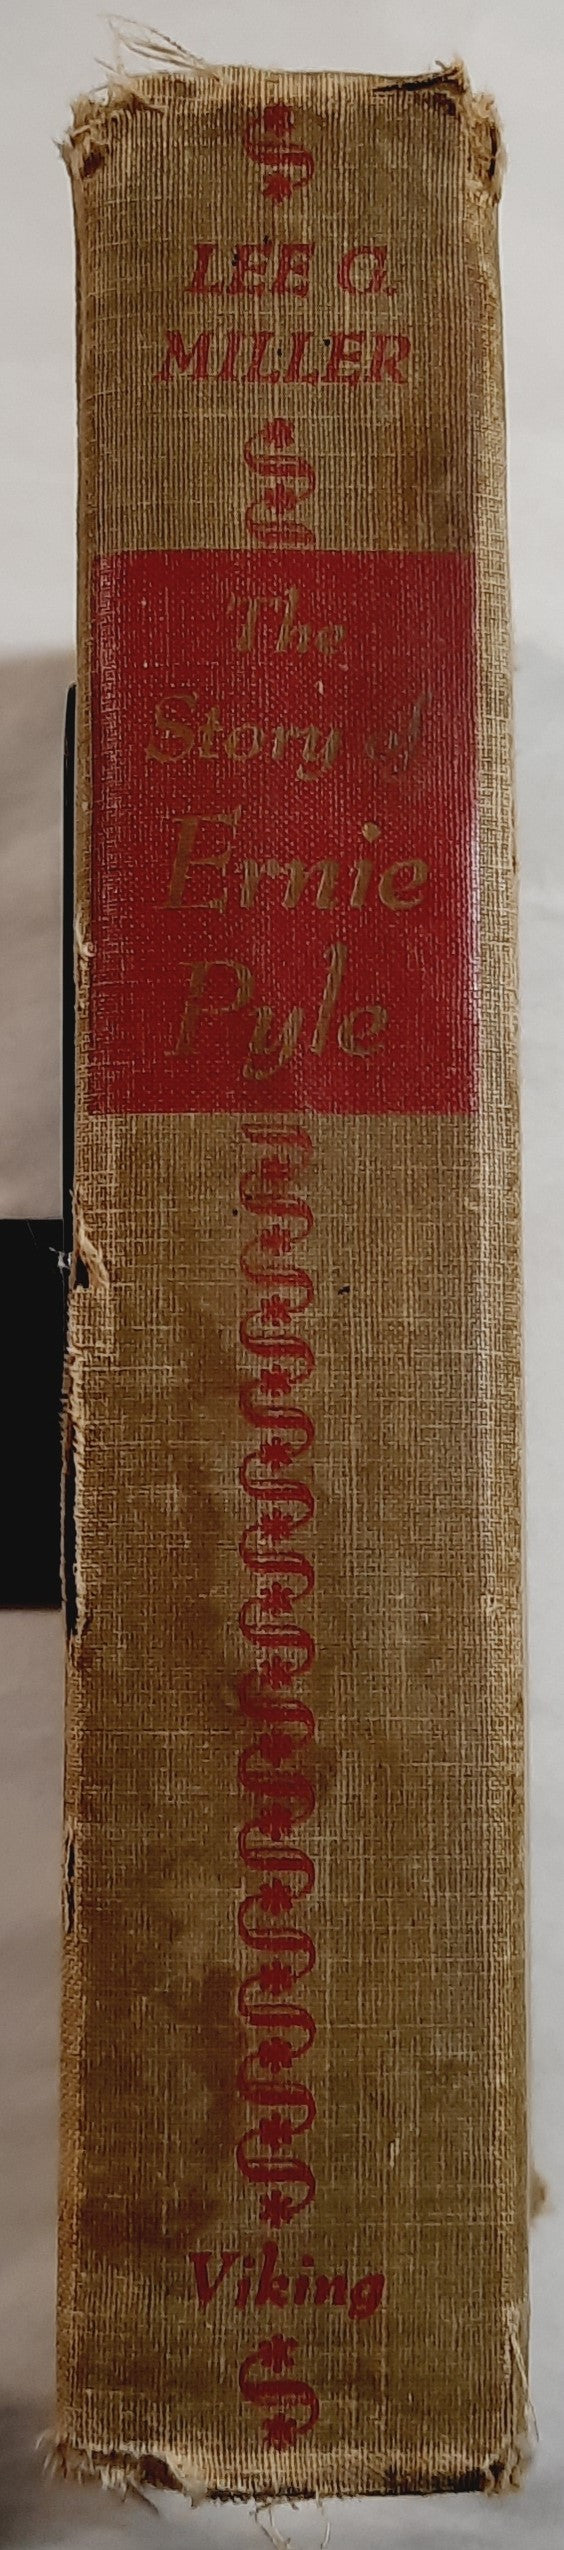 LEE G.
MILLER
The
Story of
Ernie
Pyle
Viking